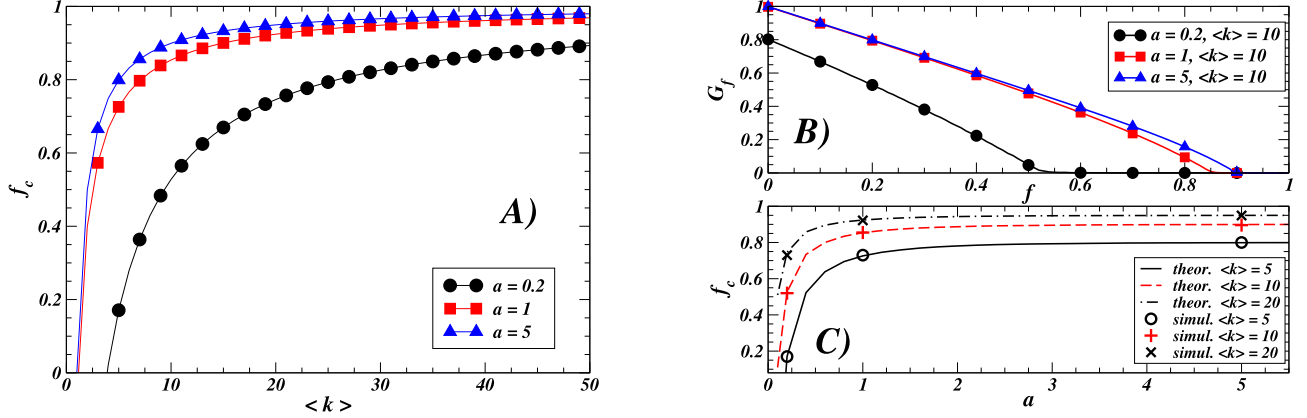 1
0.8
0.6
0.4
0.2
0
f_c
0 10 20 30 40 50
< k >
A)
a = 0.2
a = 1
a = 5
1
0.8
0.6
0.4
0.2
0
G_f
0 0.2 0.4 0.6 0.8 1
f
B)
a = 0.2, <k> = 10
a = 1, <k> = 10
a = 5, <k> = 10
1
0.8
0.6
0.4
0.2
f_c
0 1 2 3 4 5
a
C)
theor. <k> = 5
theor. <k> = 10
theor. <k> = 20
simul. <k> = 5
simul. <k> = 10
simul. <k> = 20